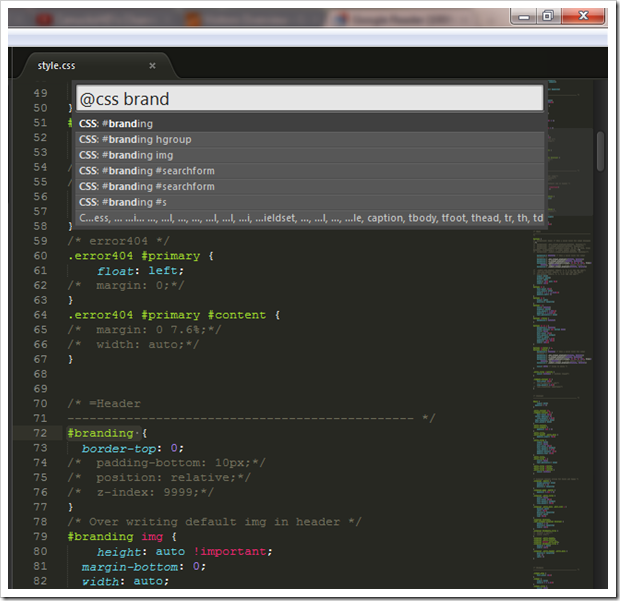 style.css ×
@css brand
CSS: #branding
CSS: #branding hgroup
CSS: #branding img
CSS: #branding #searchform
CSS: #branding #searchform
CSS: #branding #s
C...ess, ... ...i... ..., ...l, ..., ..., ...l, ...l, ...i, ...ieldset, ..., ...l, ..., ...le, caption, tbody, tfoot, thead, tr, th, td
49
50 }
51 #
52
53
54 /
55 /
56
57
58 }
59 /* error404 */
60 .error404 #primary {
61 float: left;
62 /* margin: 0;*/
63 }
64 .error404 #primary #content {
65 /* margin: 0 7.6%;*/
66 /* width: auto;*/
67 }
68
69
70 /* =Header
71 ----------------------------------------------- */
72 #branding {
73 border-top: 0;
74 /* padding-bottom: 10px;*/
75 /* position: relative;*/
76 /* z-index: 9999;*/
77 }
78 /* Over writing default img in header */
79 #branding img {
80 height: auto !important;
81 margin-bottom: 0;
82 width: auto;